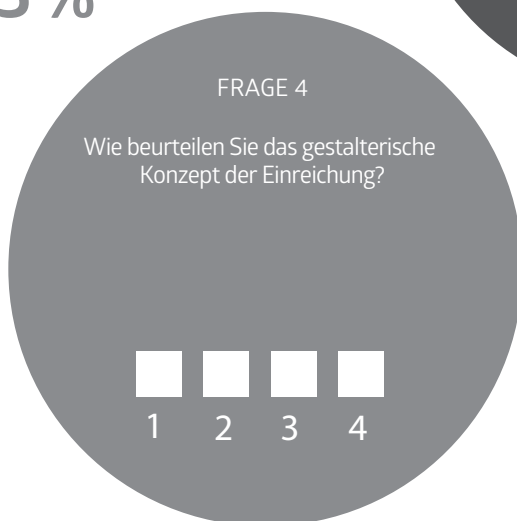 %
FRAGE 4
Wie beurteilen Sie das gestalterische
Konzept der Einreichung?
1 2 3 4